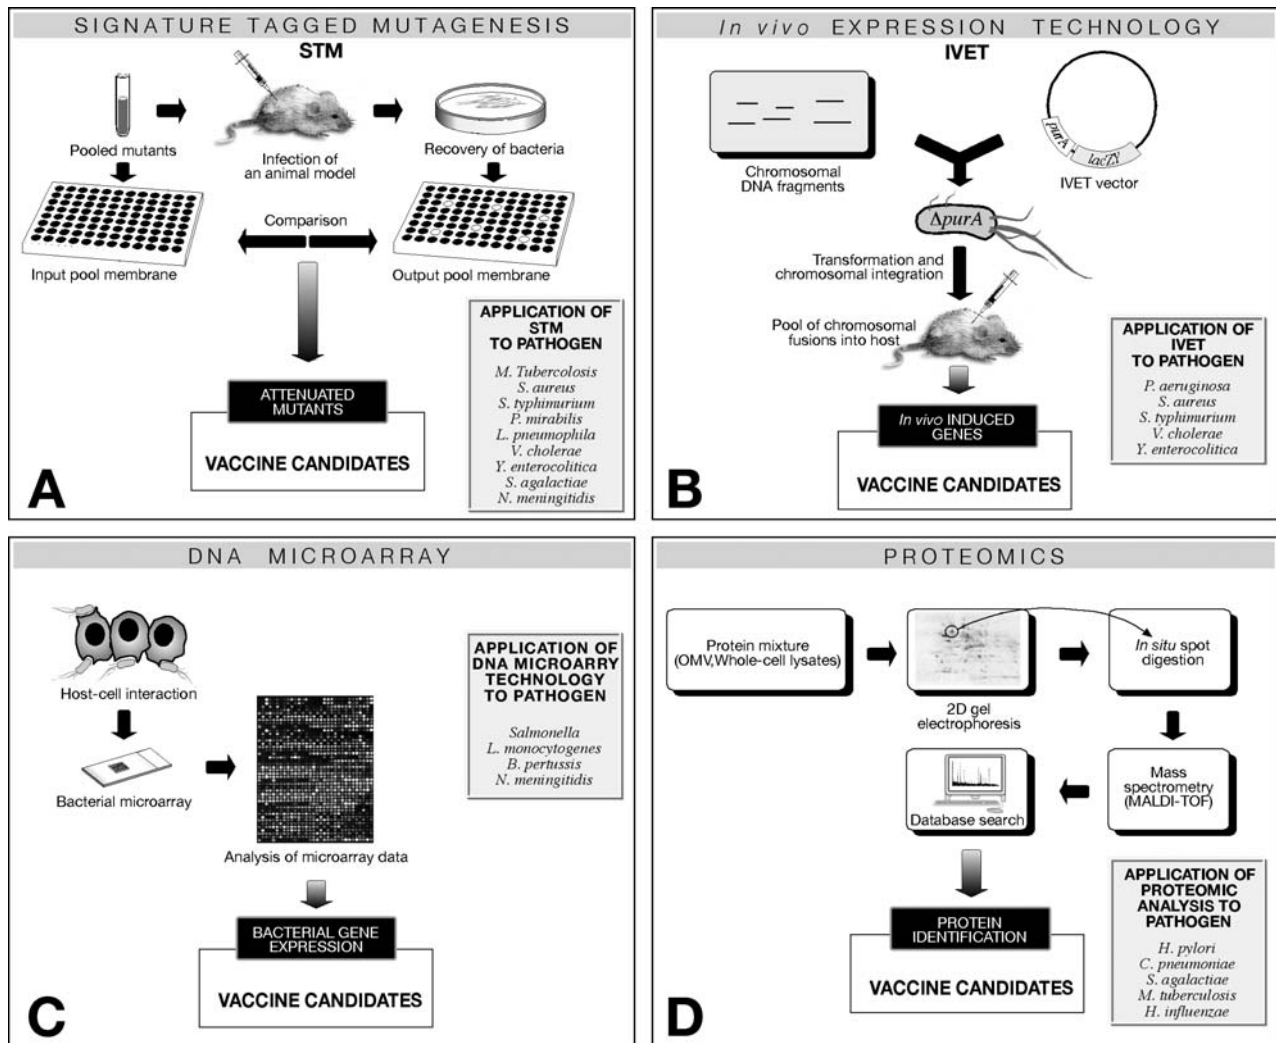 SIGNATURE TAGGED MUTAGENESIS
STM
Pooled mutants
Infection of
an animal model
Recovery of bacteria
Comparison
Input pool membrane
Output pool membrane
APPLICATION OF
STM
TO PATHOGEN
M. Tubercolosis
S. aureus
S. typhimurium
P. mirabilis
L. pneumophila
V. cholerae
Y. enterocolitica
S. agalactiae
N. meningitidis
ATTENUATED
MUTANTS
VACCINE CANDIDATES
A
In vivo EXPRESSION TECHNOLOGY
IVET
Chromosomal
DNA fragments
purA
lacZY
IVET vector
ΔpurA
Transformation and
chromosomal integration
Pool of chromosomal
fusions into host
APPLICATION OF
IVET
TO PATHOGEN
P. aeruginosa
S. aureus
S. typhimurium
V. cholerae
Y. enterocolitica
In vivo INDUCED
GENES
VACCINE CANDIDATES
B
DNA MICROARRAY
Host-cell interaction
Bacterial microarray
Analysis of microarray data
APPLICATION OF
DNA MICROARRY
TECHNOLOGY
TO PATHOGEN
Salmonella
L. monocytogenes
B. pertussis
N. meningitidis
BACTERIAL GENE
EXPRESSION
VACCINE CANDIDATES
C
PROTEOMICS
Protein mixture
(OMV,Whole-cell lysates)
2D gel
electrophoresis
In situ spot
digestion
Mass
spectrometry
(MALDI-TOF)
Database search
APPLICATION OF
PROTEOMIC
ANALYSIS TO
PATHOGEN
H. pylori
C. pneumoniae
S. agalactiae
M. tuberculosis
H. influenzae
PROTEIN
IDENTIFICATION
VACCINE CANDIDATES
D